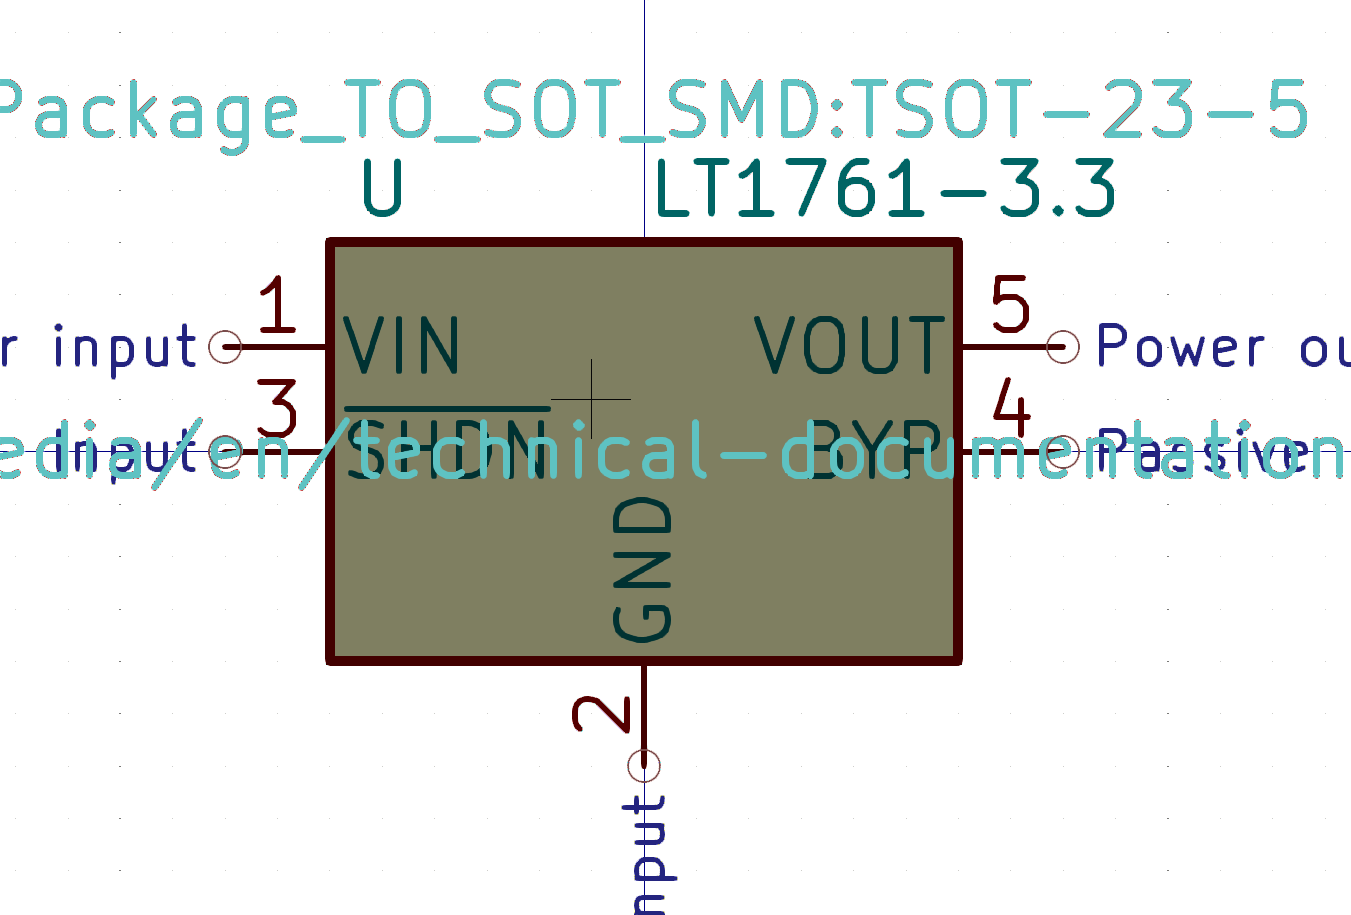 Package_TO_SOT_SMD:TSOT-23-5
U LT1761-3.3
1 5
r input VIN VOUT Power ou
3 4
edia/en/technical-documentation
Input SHDN BYP Passive
GND
2
nput